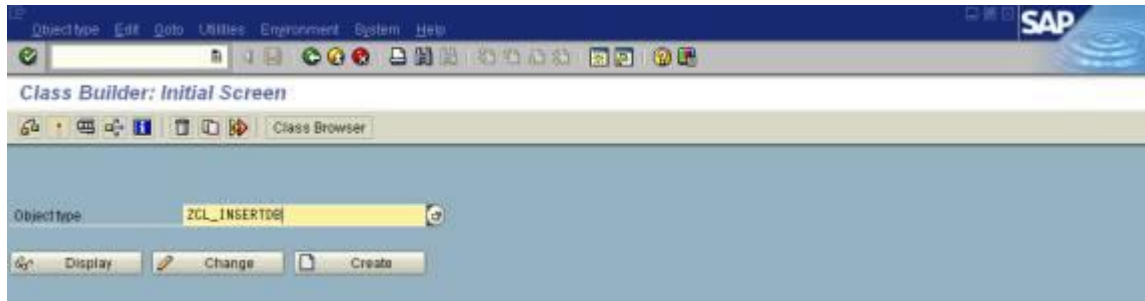 Object type Edit Goto Utilities Environment System Help
SAP
Class Builder: Initial Screen
Class Browser
Object type ZCL_INSERTDB
Display Change Create